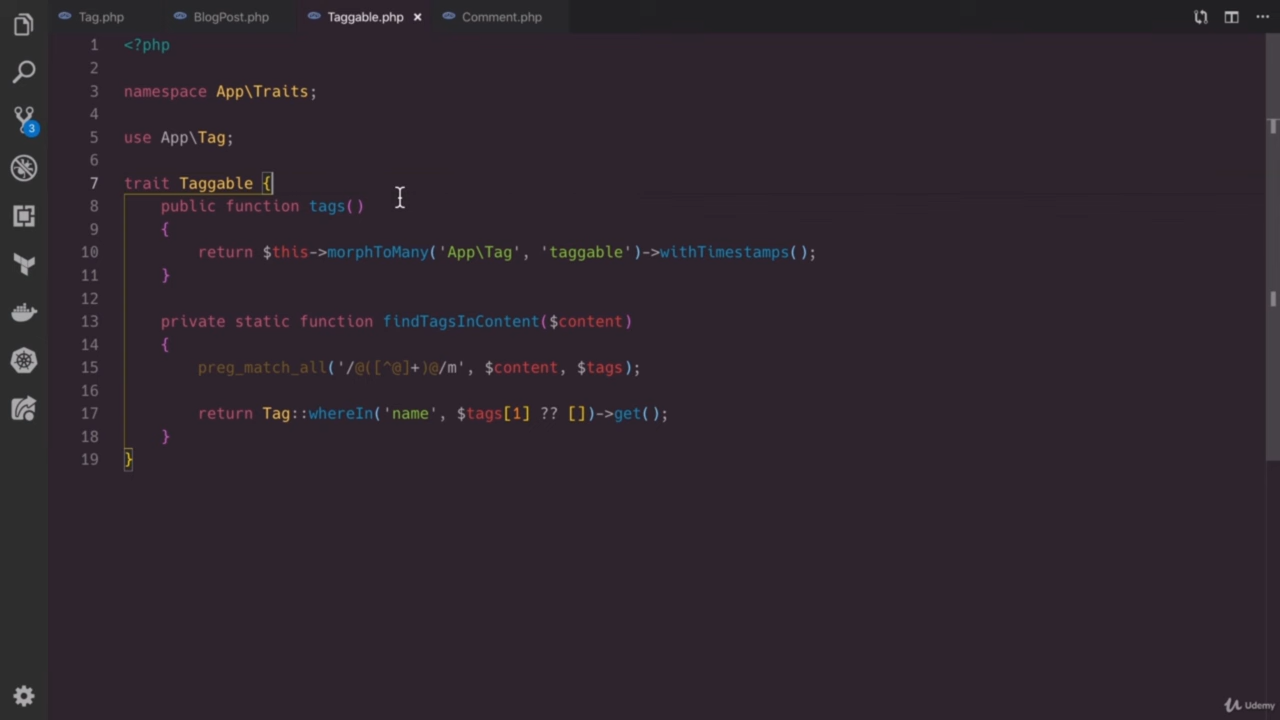 Tag.php BlogPost.php Taggable.php × Comment.php
1 <?php
2
3 namespace App\Traits;
4
5 use App\Tag;
6
7 trait Taggable {
8 public function tags()
9 {
10 return $this->morphToMany('App\Tag', 'taggable')->withTimestamps();
11 }
12
13 private static function findTagsInContent($content)
14 {
15 preg_match_all('/@([^@]+)@/m', $content, $tags);
16
17 return Tag::whereIn('name', $tags[1] ?? [])->get();
18 }
19 }
3
Udemy